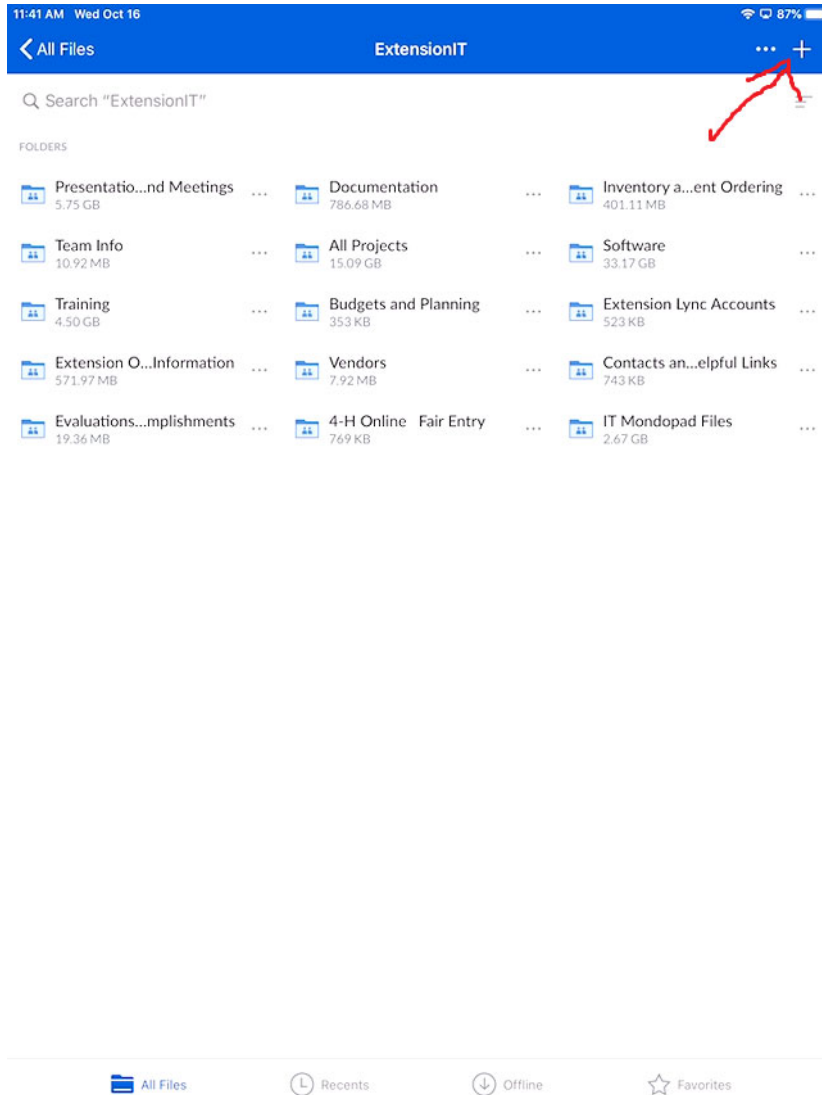 11:41 AM Wed Oct 16 87%
All Files ExtensionIT
Search "ExtensionIT"
FOLDERS
Presentatio...nd Meetings Documentation Inventory a...ent Ordering
5.75 GB 786.68 MB 401.11 MB
Team Info All Projects Software
10.92 MB 15.09 GB 33.17 GB
Training Budgets and Planning Extension Lync Accounts
4.50 GB 353 KB 523 KB
Extension O...Information Vendors Contacts an...elpful Links
571.97 MB 7.92 MB 743 KB
Evaluations...mplishments 4-H Online Fair Entry IT Mondopad Files
19.36 MB 769 KB 2.67 GB
All Files Recents Offline Favorites